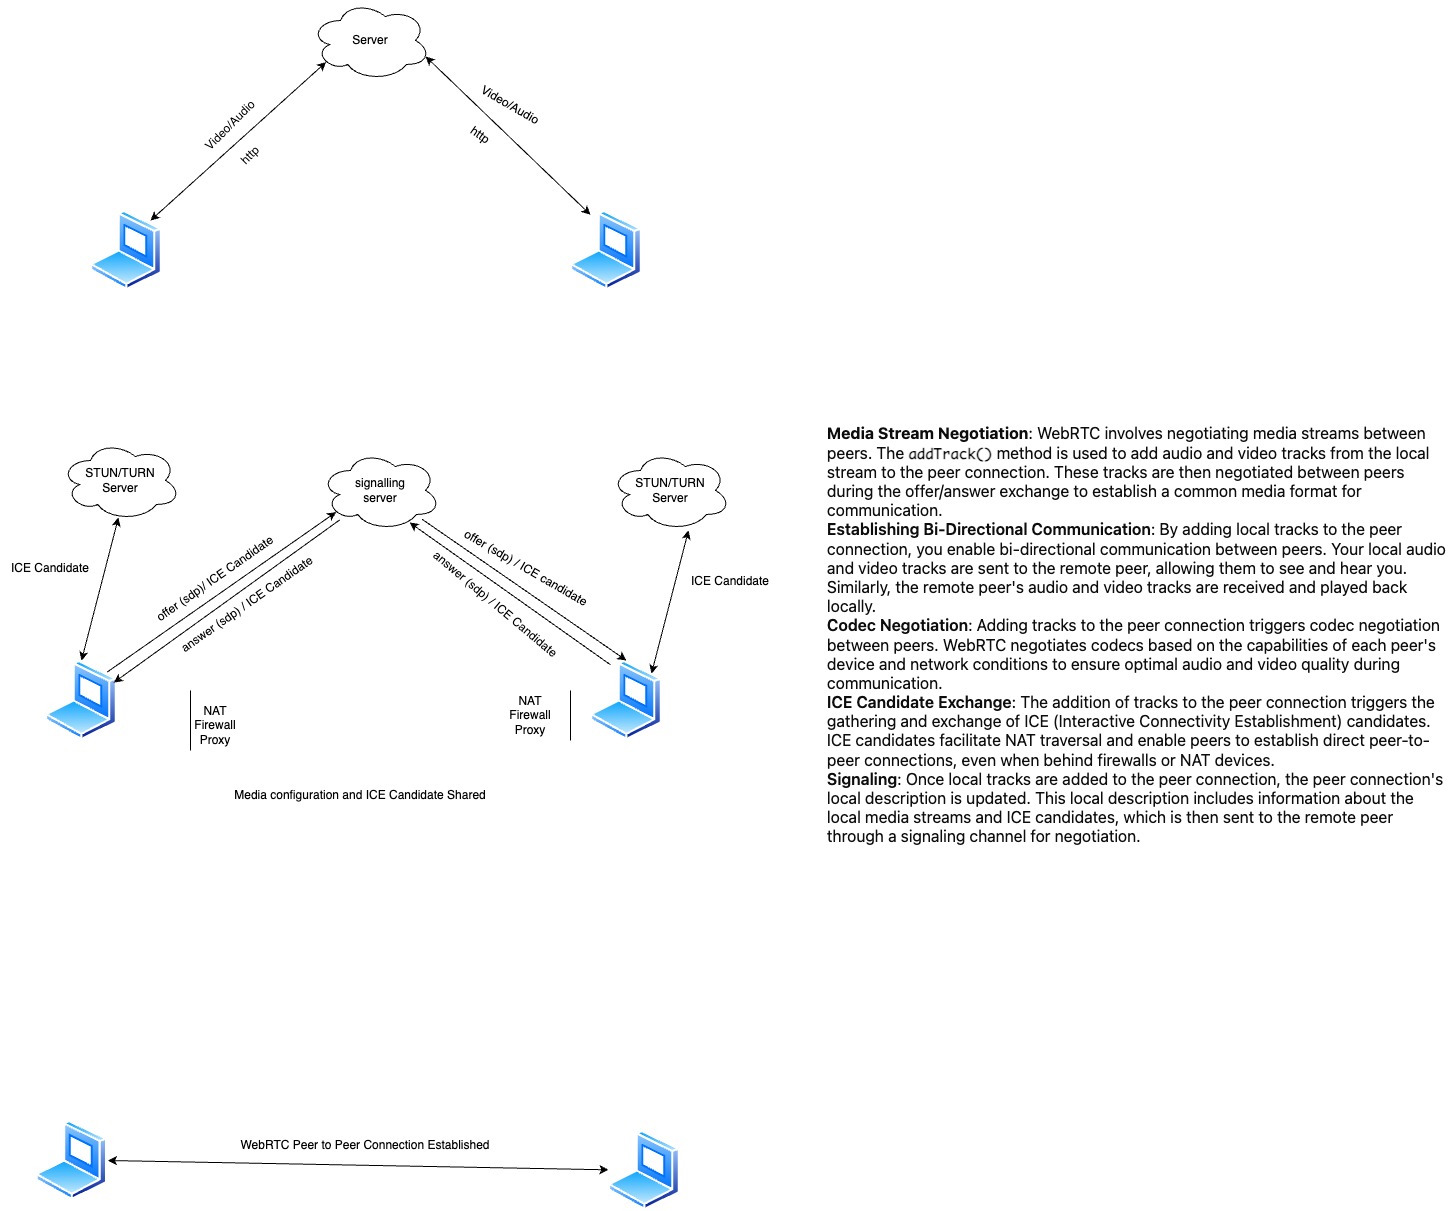 Server
Video/Audio
http
Video/Audio
http
STUN/TURN
Server
signalling
server
STUN/TURN
Server
ICE Candidate
offer (sdp)/ ICE Candidate
answer (sdp) / ICE Candidate
offer (sdp) / ICE candidate
answer (sdp) / ICE Candidate
ICE Candidate
NAT
Firewall
Proxy
NAT
Firewall
Proxy
Media configuration and ICE Candidate Shared
Media Stream Negotiation: WebRTC involves negotiating media streams between
peers. The addTrack() method is used to add audio and video tracks from the local
stream to the peer connection. These tracks are then negotiated between peers
during the offer/answer exchange to establish a common media format for
communication.
Establishing Bi-Directional Communication: By adding local tracks to the peer
connection, you enable bi-directional communication between peers. Your local audio
and video tracks are sent to the remote peer, allowing them to see and hear you.
Similarly, the remote peer's audio and video tracks are received and played back
locally.
Codec Negotiation: Adding tracks to the peer connection triggers codec negotiation
between peers. WebRTC negotiates codecs based on the capabilities of each peer's
device and network conditions to ensure optimal audio and video quality during
communication.
ICE Candidate Exchange: The addition of tracks to the peer connection triggers the
gathering and exchange of ICE (Interactive Connectivity Establishment) candidates.
ICE candidates facilitate NAT traversal and enable peers to establish direct peer-to-
peer connections, even when behind firewalls or NAT devices.
Signaling: Once local tracks are added to the peer connection, the peer connection's
local description is updated. This local description includes information about the
local media streams and ICE candidates, which is then sent to the remote peer
through a signaling channel for negotiation.
WebRTC Peer to Peer Connection Established